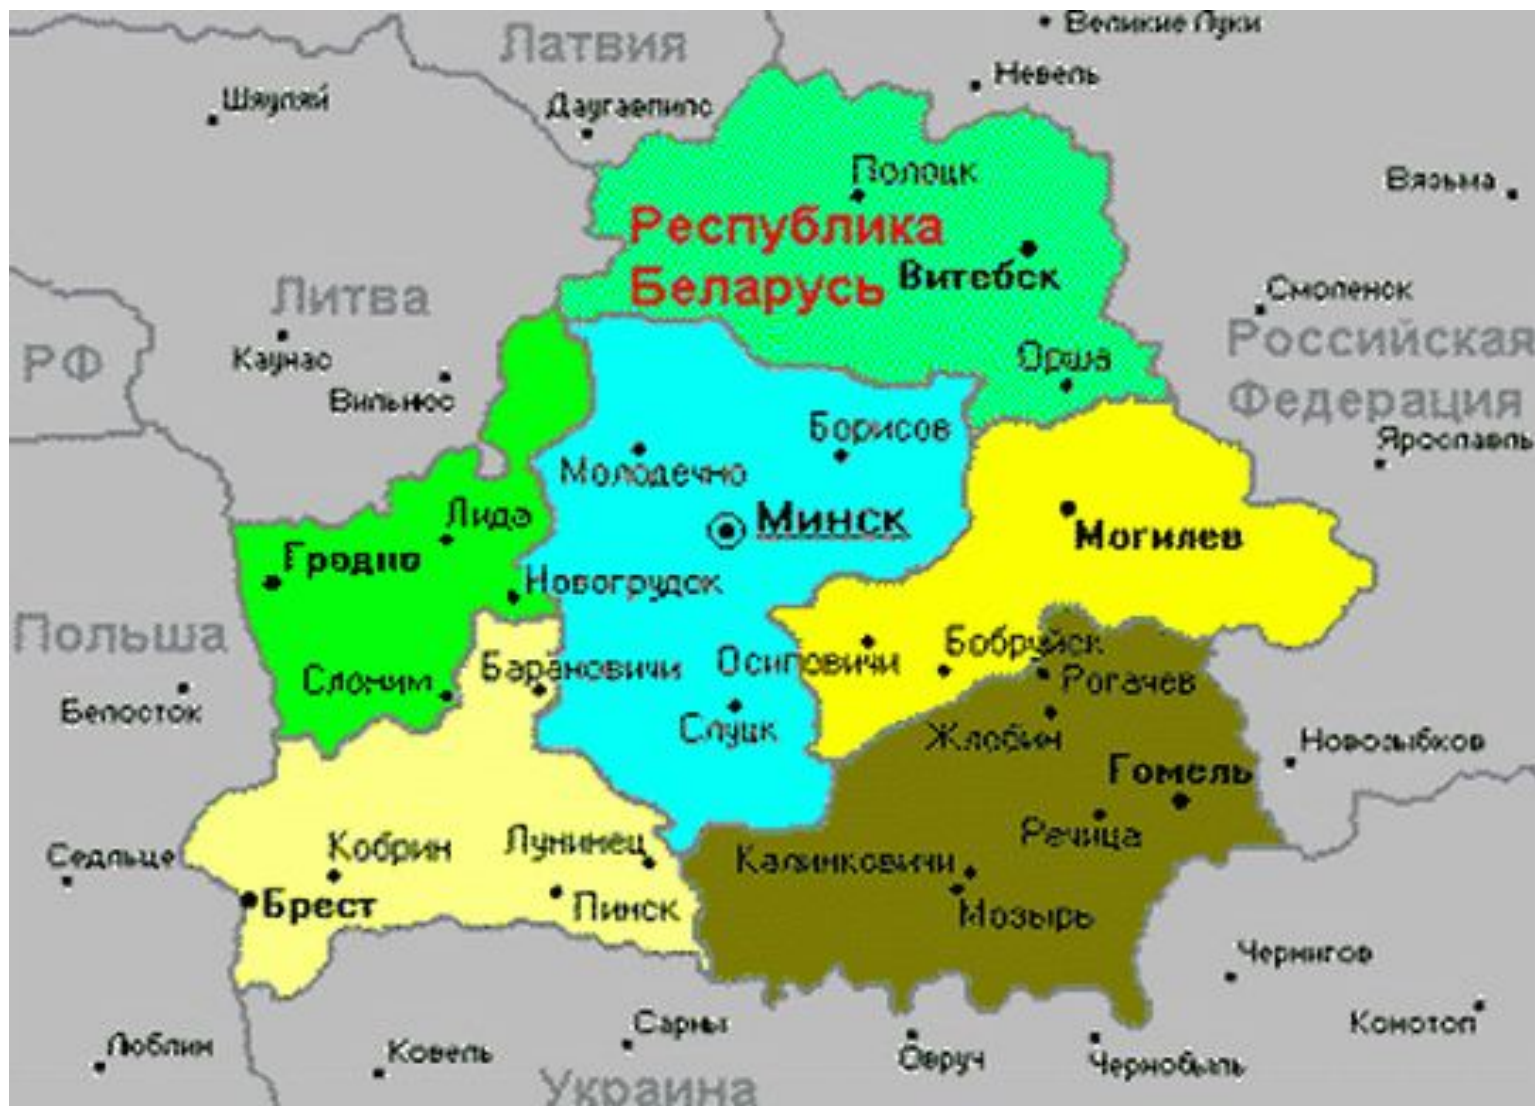 Латвия
Великие Луки
Невель
Шяуляй
Даугавпилс
Полоцк
Вязьма
Республика
Беларусь
Витебск
Литва
Смоленск
Российская
Федерация
РФ
Каунас
Вильнюс
Орша
Борисов
Ярославль
Молодечно
Лида
Минск
Могилев
Гродно
Новогрудок
Польша
Слоним
Барановичи
Осиповичи
Бобруйск
Рогачев
Белосток
Слуцк
Жлобин
Новозыбков
Гомель
Речица
Седльце
Кобрин
Лунинец
Калинковичи
Брест
Пинск
Мозырь
Чернигов
Конотоп
Люблин
Ковель
Сарны
Овруч
Чернобыль
Украина